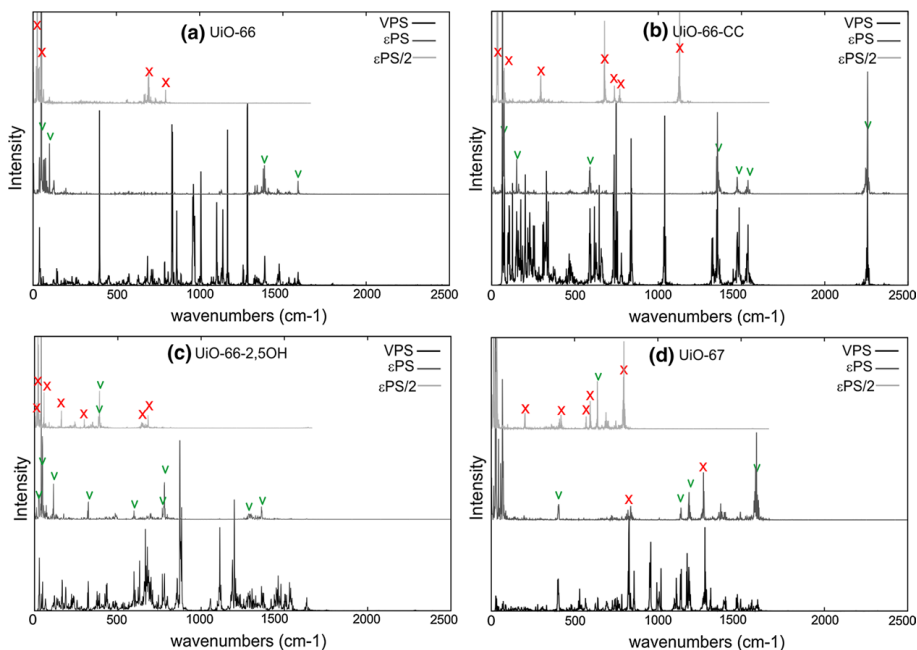 (a) UiO-66
VPS
εPS
εPS/2
X X X X
V V V V
Intensity
0 500 1000 1500 2000 2500
wavenumbers (cm-1)
(b) UiO-66-CC
VPS
εPS
εPS/2
X X X X X X X
V V V V V V V
Intensity
0 500 1000 1500 2000 2500
wavenumbers (cm-1)
(c) UiO-66-2,5OH
VPS
εPS
εPS/2
X X X X X X X
V V
V V V V V V V V V
Intensity
0 500 1000 1500 2000 2500
wavenumbers (cm-1)
(d) UiO-67
VPS
εPS
εPS/2
X X X X X
V
V X V V X V
Intensity
0 500 1000 1500 2000 2500
wavenumbers (cm-1)